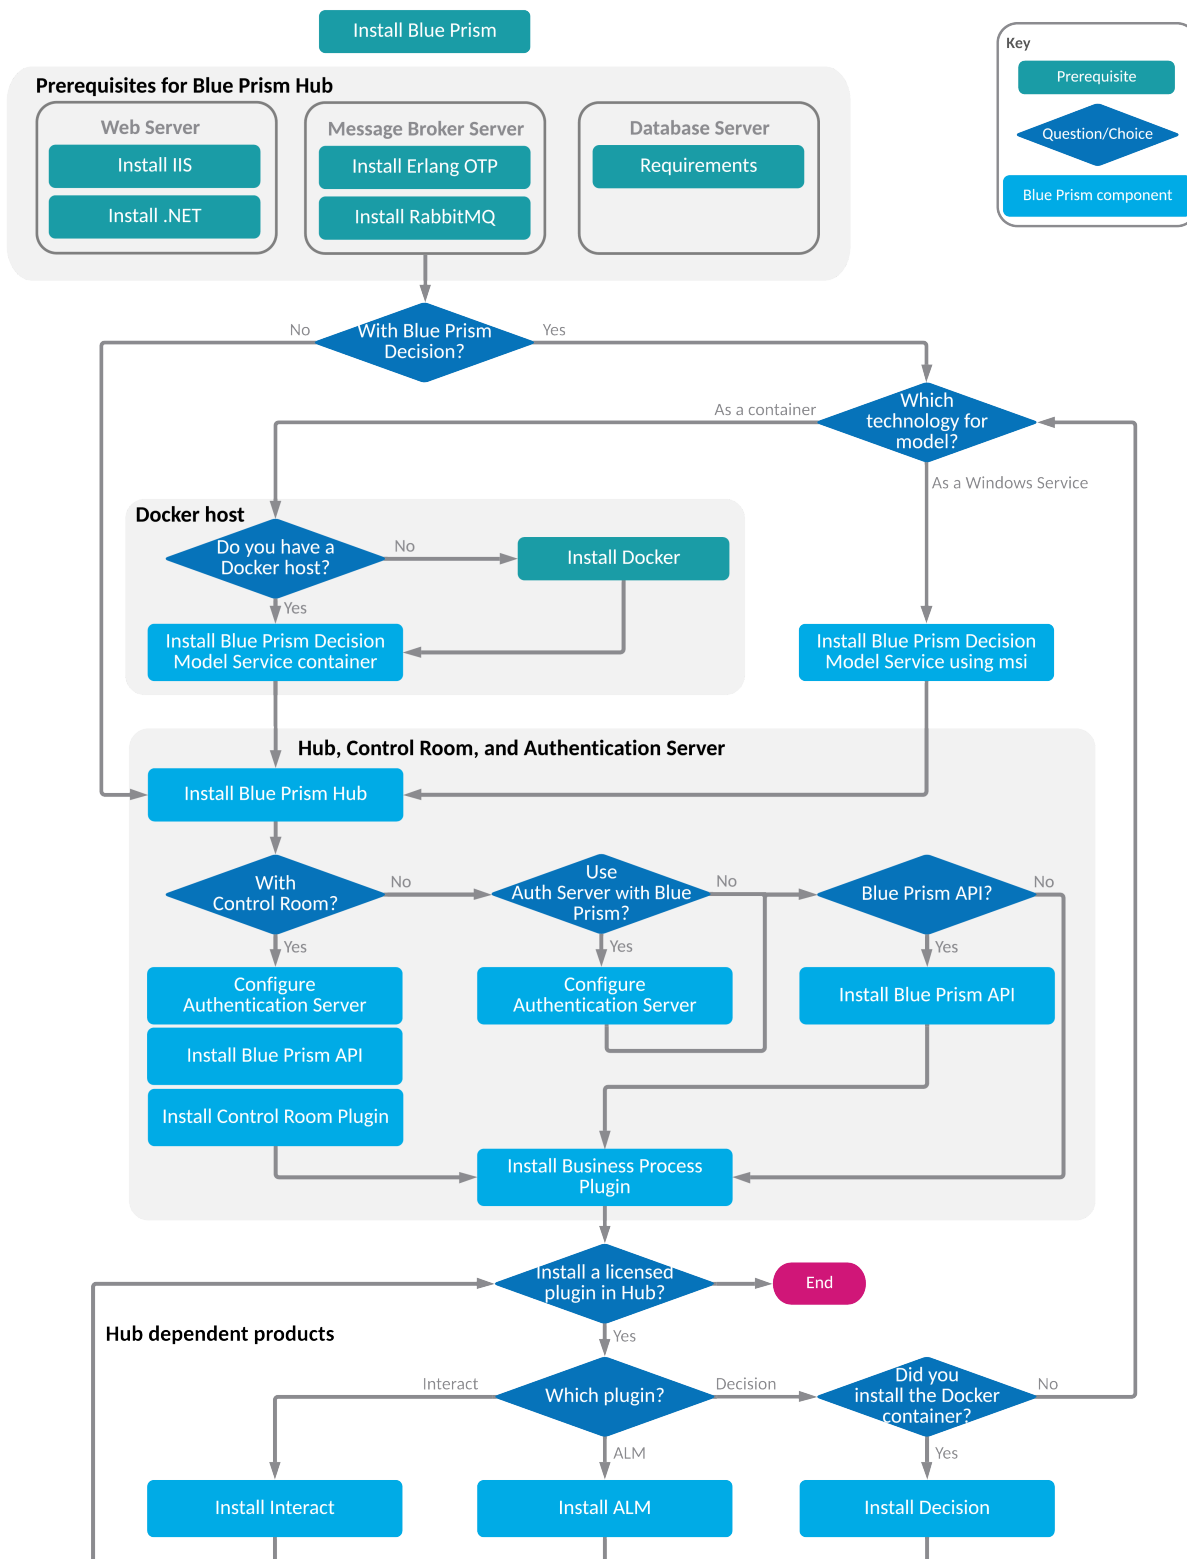 Install Blue Prism
Key
Prerequisite
Question/Choice
Blue Prism component
Prerequisites for Blue Prism Hub
Web Server
Install IIS
Install .NET
Message Broker Server
Install Erlang OTP
Install RabbitMQ
Database Server
Requirements
No
With Blue Prism
Decision?
Yes
As a container
Which
technology for
model?
As a Windows Service
Docker host
Do you have a
Docker host?
No
Install Docker
Yes
Install Blue Prism Decision
Model Service container
Install Blue Prism Decision
Model Service using msi
Hub, Control Room, and Authentication Server
Install Blue Prism Hub
With
Control Room?
No
Use
Auth Server with Blue
Prism?
No
Blue Prism API?
No
Yes
Yes
Yes
Configure
Authentication Server
Configure
Authentication Server
Install Blue Prism API
Install Blue Prism API
Install Control Room Plugin
Install Business Process
Plugin
Install a licensed
plugin in Hub?
End
Hub dependent products
Yes
Interact
Which plugin?
Decision
Did you
install the Docker
container?
No
ALM
Yes
Install Interact
Install ALM
Install Decision